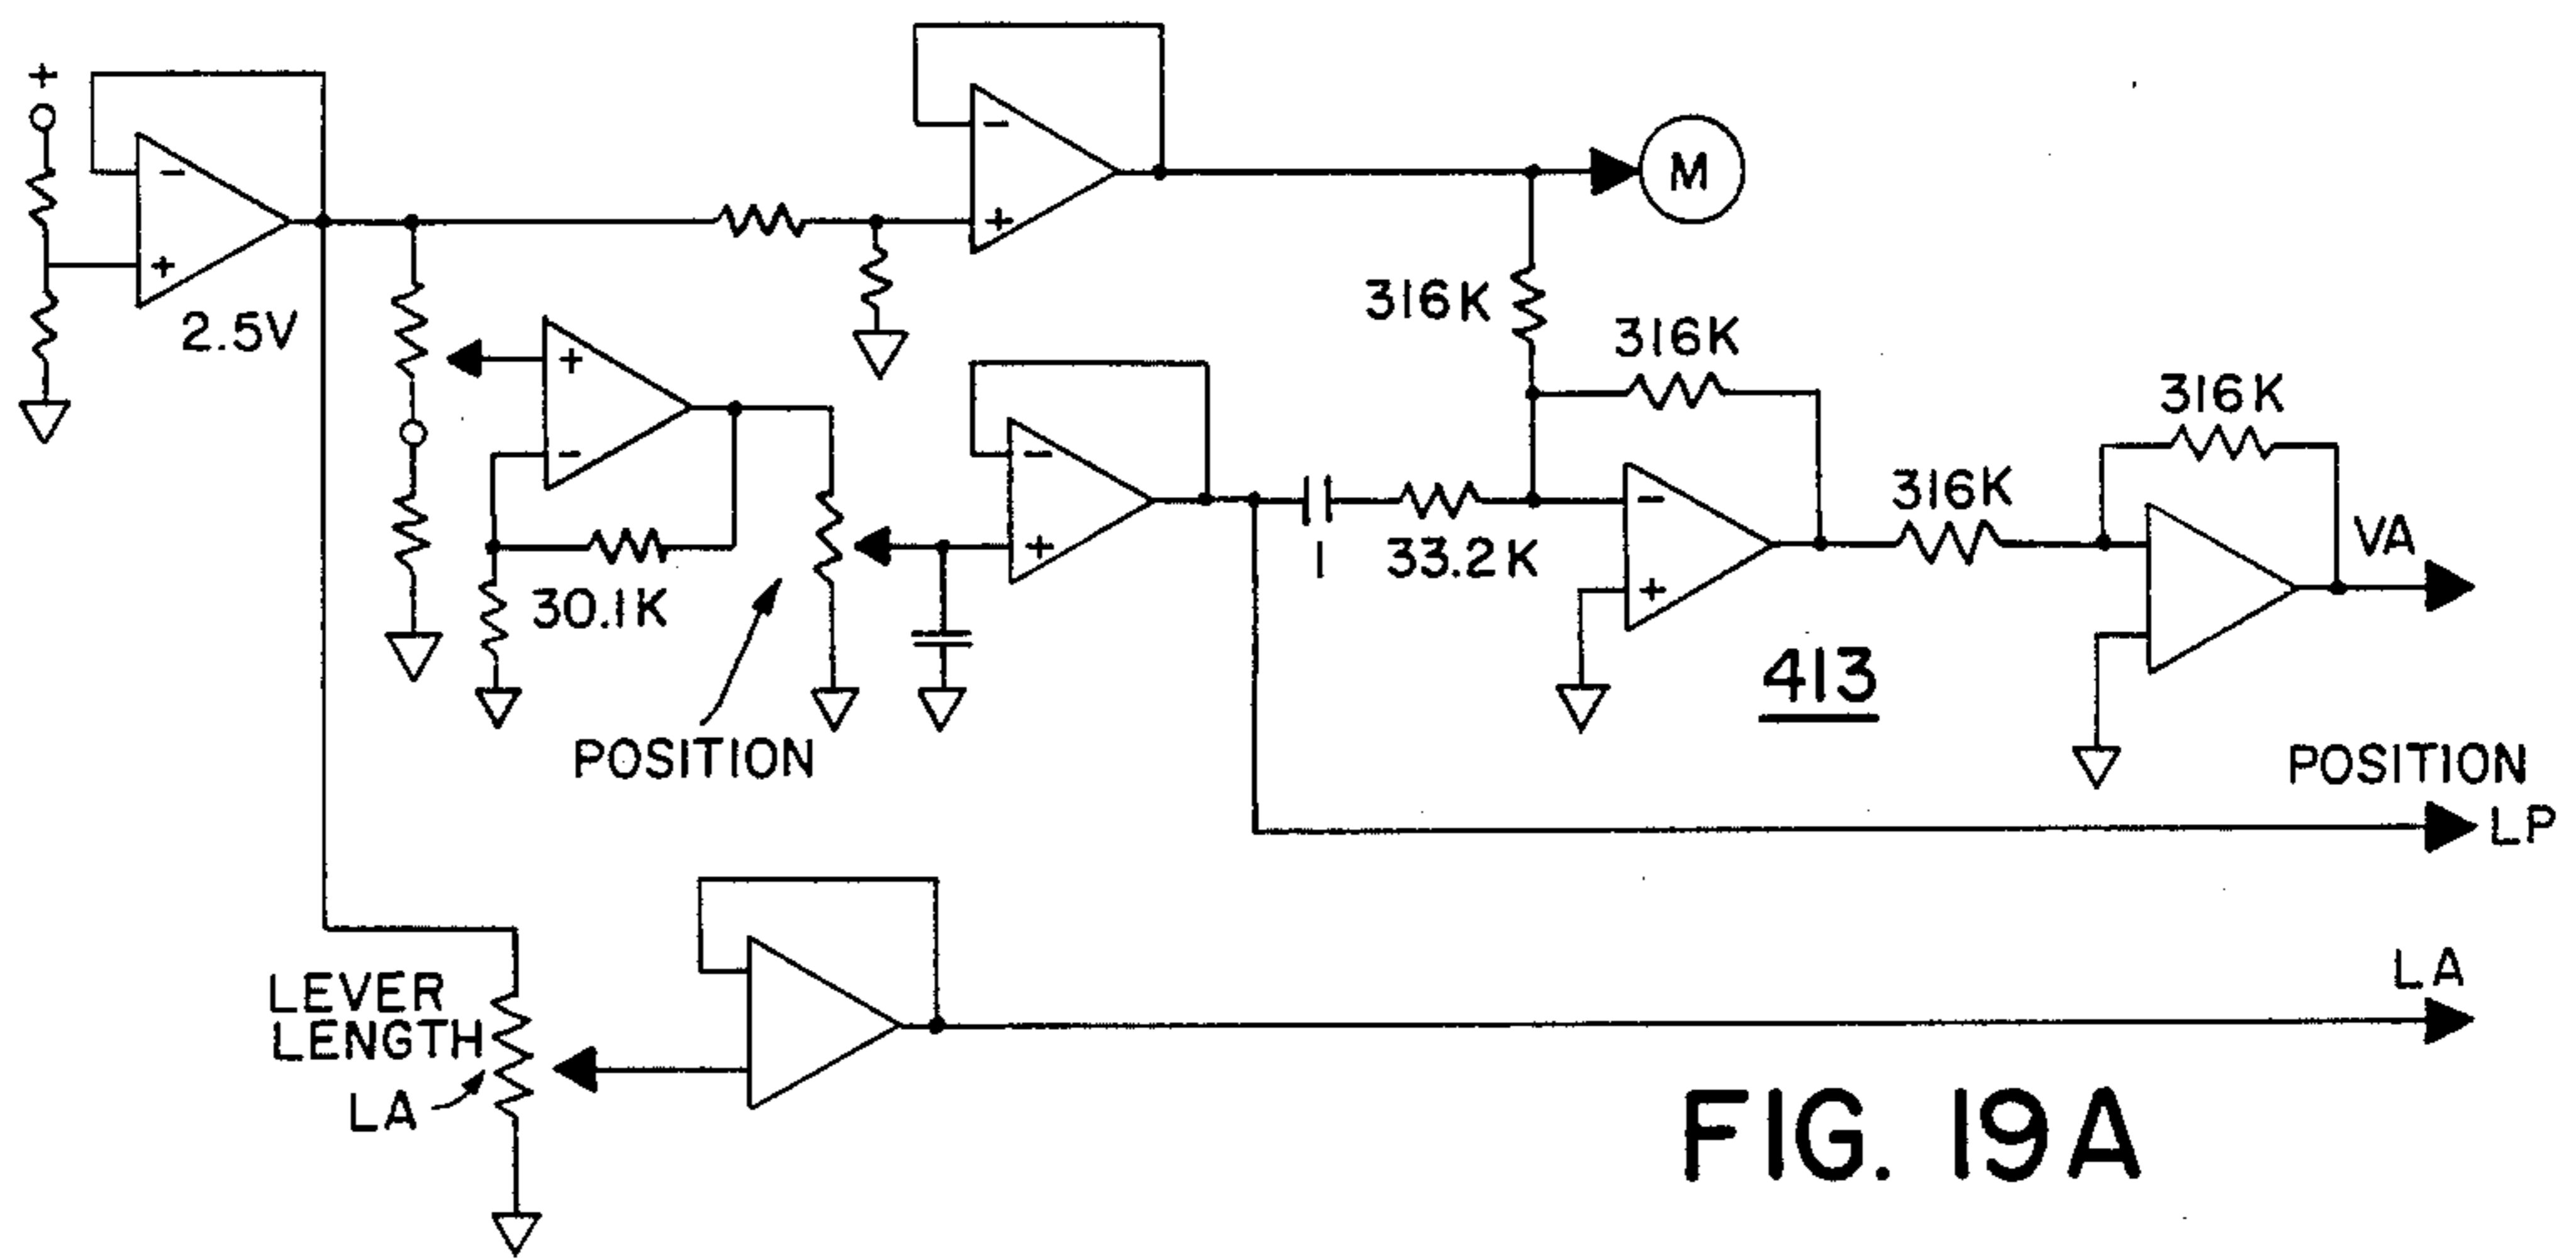 +
−
+
2.5V
−
+
M
316K
316K
+
−
30.1K
POSITION
−
+
1
33.2K
−
+
413
316K
316K
VA
POSITION
LP
LEVER
LENGTH
LA
LA
FIG. 19A